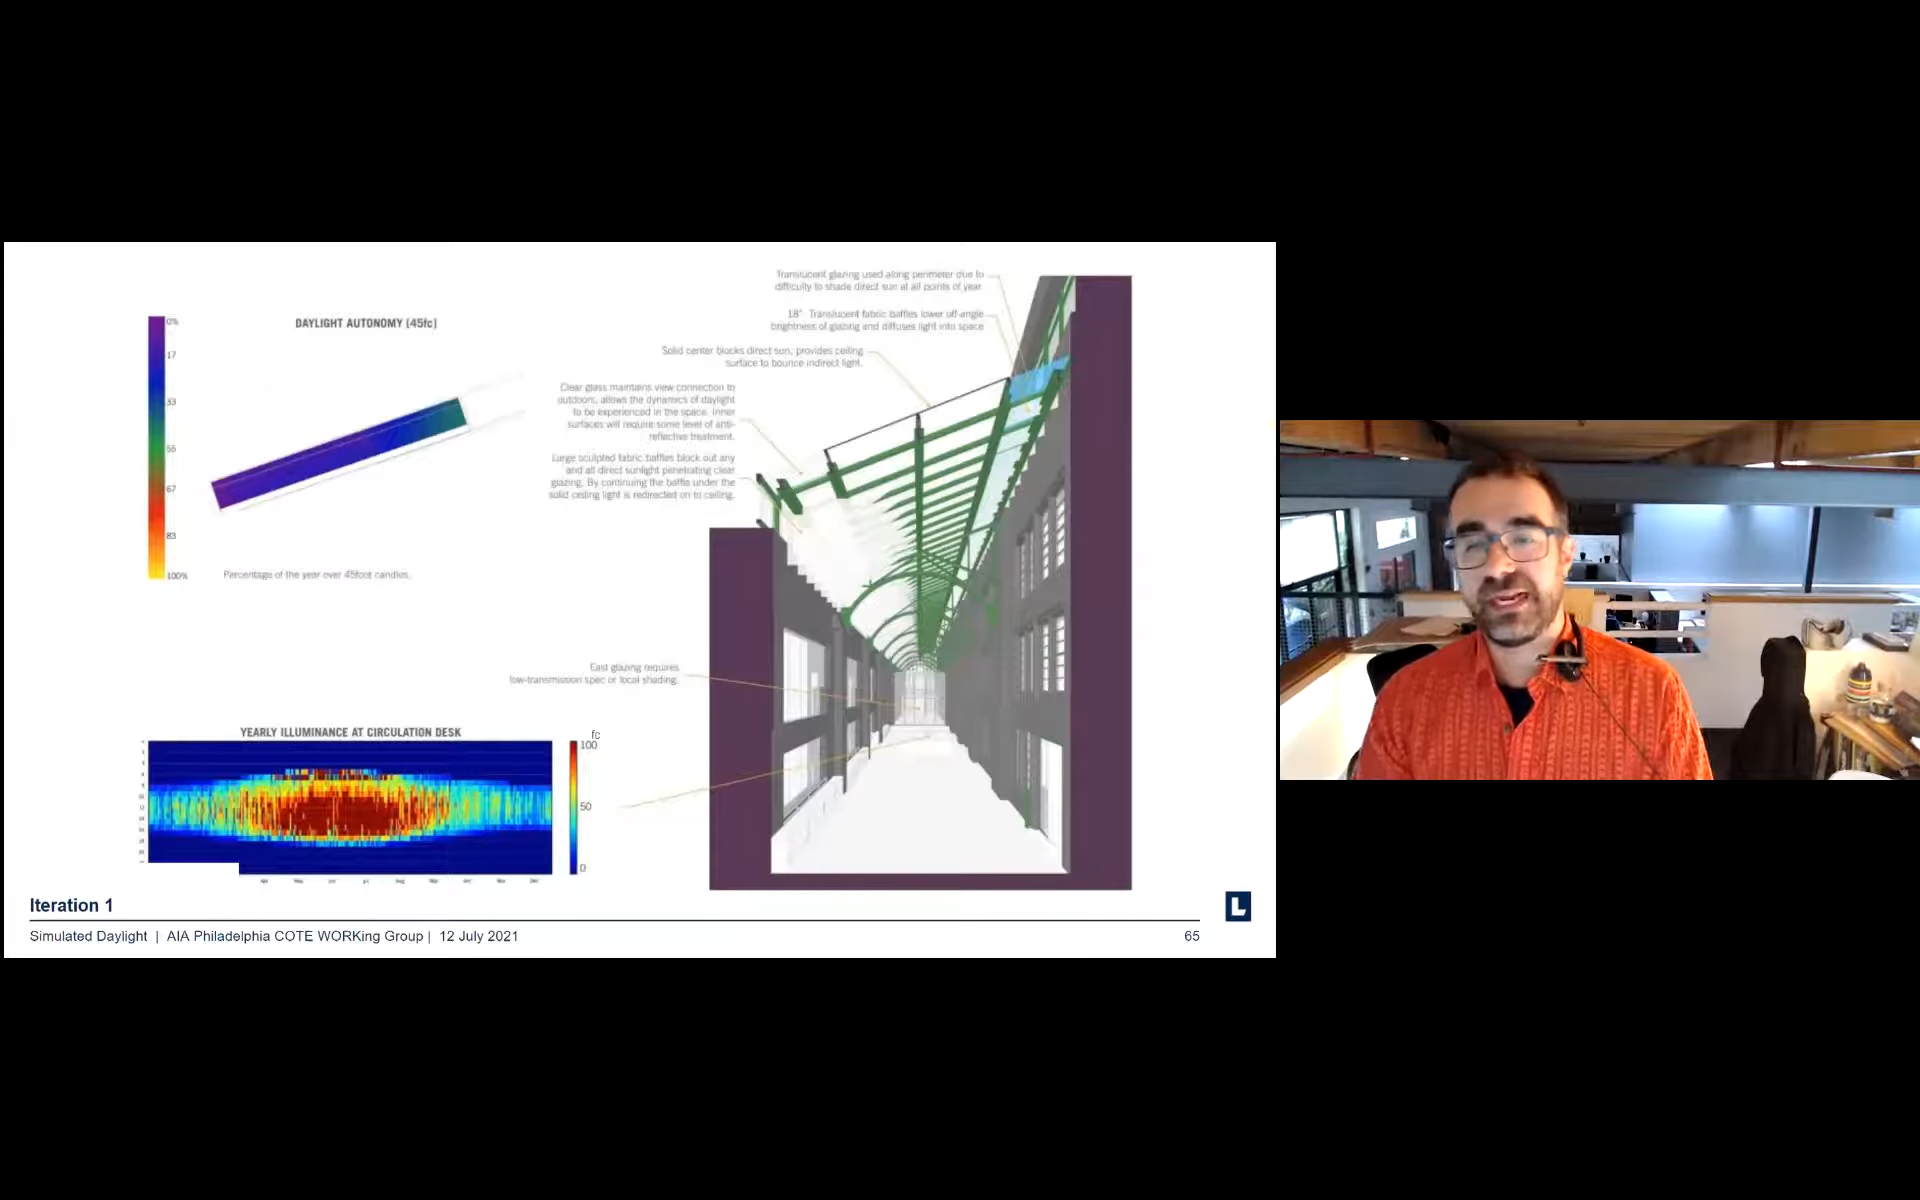 Translucent glazing used along perimeter due to
difficulty to shade direct sun at all points of year.
18" Translucent fabric baffles lower off-angle
brightness of glazing and diffuses light into space
Solid center blocks direct sun, provides ceiling
surface to bounce indirect light.
Clear glass maintains view connection to
outdoors, allows the dynamics of daylight
to be experienced in the space. Inner
surfaces will require some level of anti-
reflective treatment.
Large sculpted fabric baffles block out any
and all direct sunlight penetrating clear
glazing. By continuing the baffle under the
solid ceiling light is redirected on to ceiling.
DAYLIGHT AUTONOMY (45fc)
0%
17
33
67
83
100%
Percentage of the year over 45foot candles.
East glazing requires
low-transmission spec or local shading.
YEARLY ILLUMINANCE AT CIRCULATION DESK
fc
100
50
0
Iteration 1
L
Simulated Daylight | AIA Philadelphia COTE WORKing Group | 12 July 2021
65